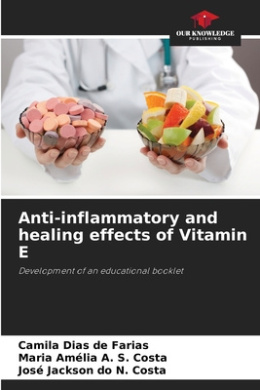 OUR KNOWLEDGE
PUBLISHING
Anti-inflammatory and
healing effects of Vitamin
E
Development of an educational booklet
Camila Dias de Farias
Maria Amélia A. S. Costa
José Jackson do N. Costa